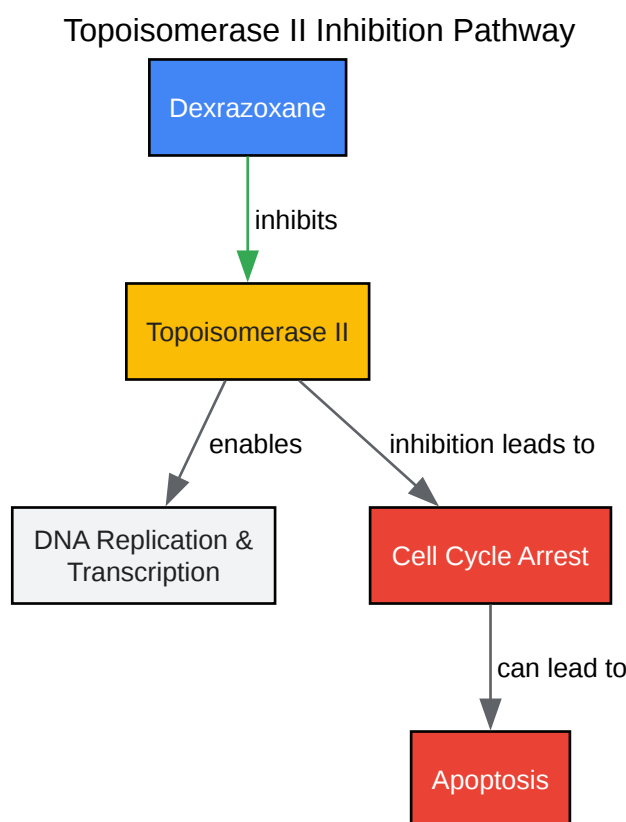 Topoisomerase II Inhibition Pathway
Dexrazoxane
inhibits
Topoisomerase II
enables
inhibition leads to
DNA Replication &
Transcription
Cell Cycle Arrest
can lead to
Apoptosis